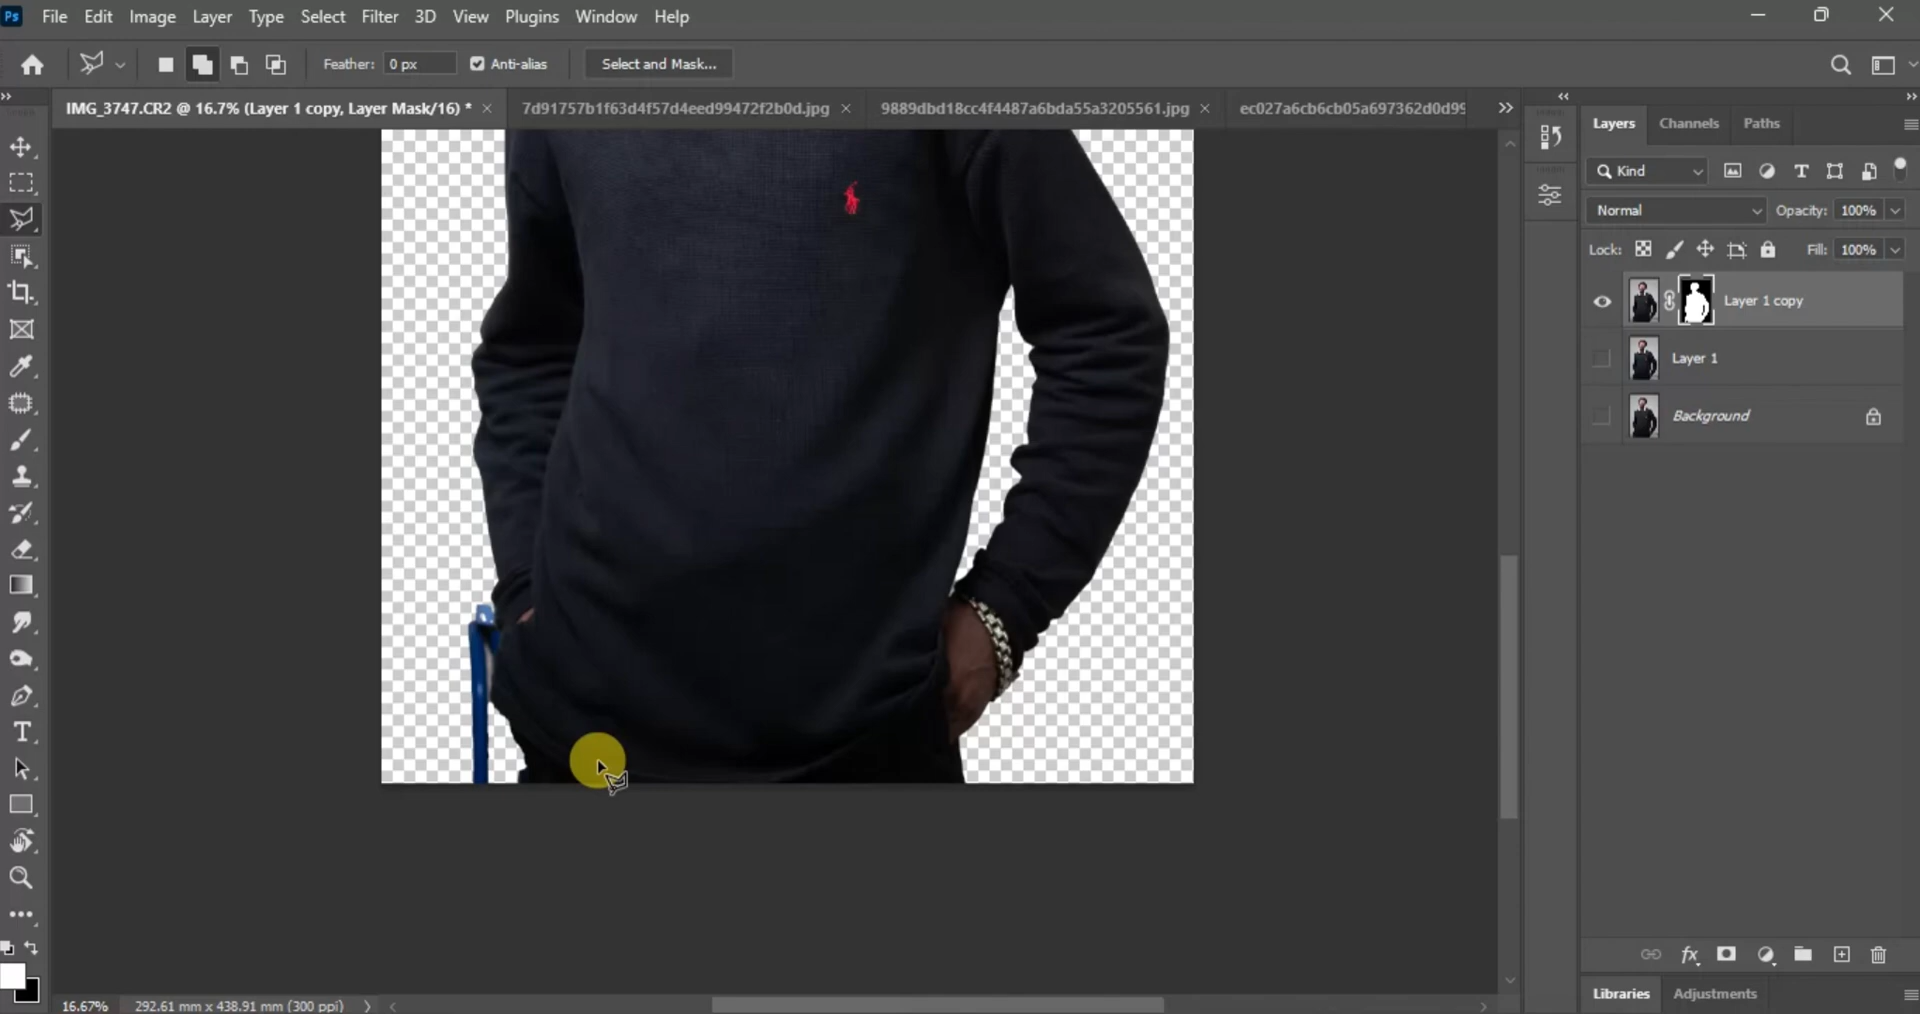 Ps File Edit Image Layer Type Select Filter 3D View Plugins Window Help
Feather: 0 px Anti-alias Select and Mask...
IMG_3747.CR2 @ 16.7% (Layer 1 copy, Layer Mask/16) * × 7d91757b1f63d4f57d4eed99472f2b0d.jpg × 9889dbd18cc4f4487a6bda55a3205561.jpg × ec027a6cb6cb05a697362d0d99
Layers Channels Paths
Kind
Normal Opacity: 100%
Lock: Fill: 100%
Layer 1 copy
Layer 1
Background
Libraries Adjustments
16.67% 292.61 mm x 438.91 mm (300 ppi)